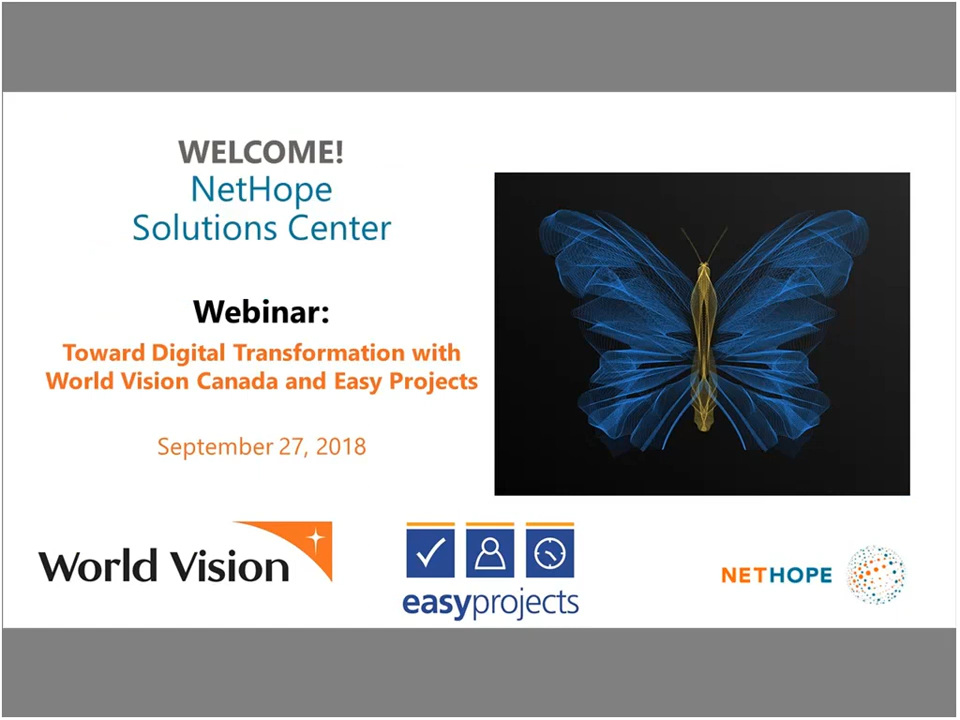 WELCOME!
NetHope
Solutions Center
Webinar:
Toward Digital Transformation with
World Vision Canada and Easy Projects
September 27, 2018
World Vision
easyprojects
NETHOPE